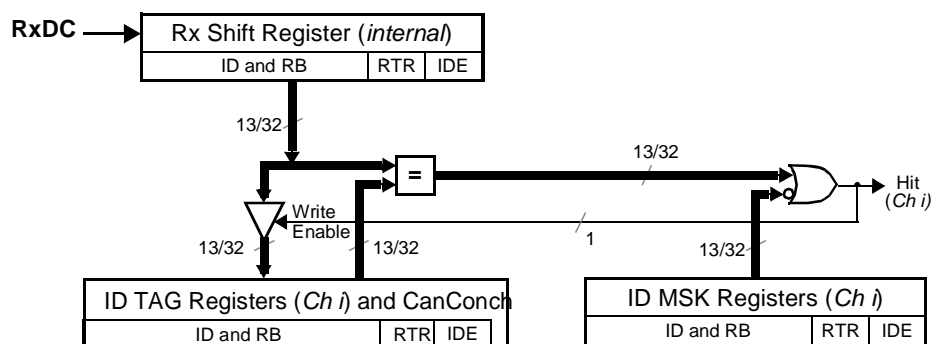 RxDC
Rx Shift Register (internal)
ID and RB
RTR
IDE
13/32
13/32
=
Hit
(Ch i)
Write
Enable
13/32
13/32
1
13/32
ID TAG Registers (Ch i) and CanConch
ID MSK Registers (Ch i)
ID and RB
RTR
IDE
ID and RB
RTR
IDE